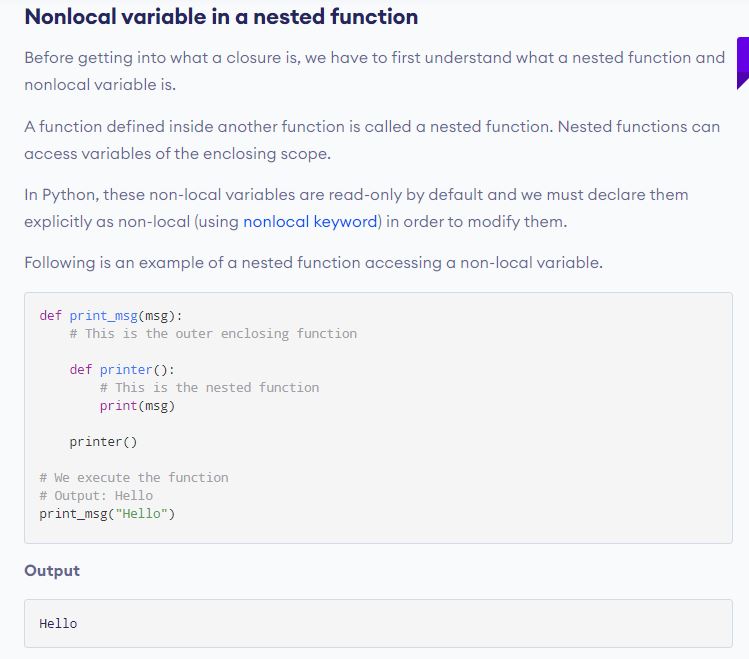 Nonlocal variable in a nested function
Before getting into what a closure is, we have to first understand what a nested function and
nonlocal variable is.
A function defined inside another function is called a nested function. Nested functions can
access variables of the enclosing scope.
In Python, these non-local variables are read-only by default and we must declare them
explicitly as non-local (using nonlocal keyword) in order to modify them.
Following is an example of a nested function accessing a non-local variable.
def print_msg(msg):
    # This is the outer enclosing function
    def printer():
        # This is the nested function
        print(msg)
    printer()
# We execute the function
# Output: Hello
print_msg("Hello")
Output
Hello